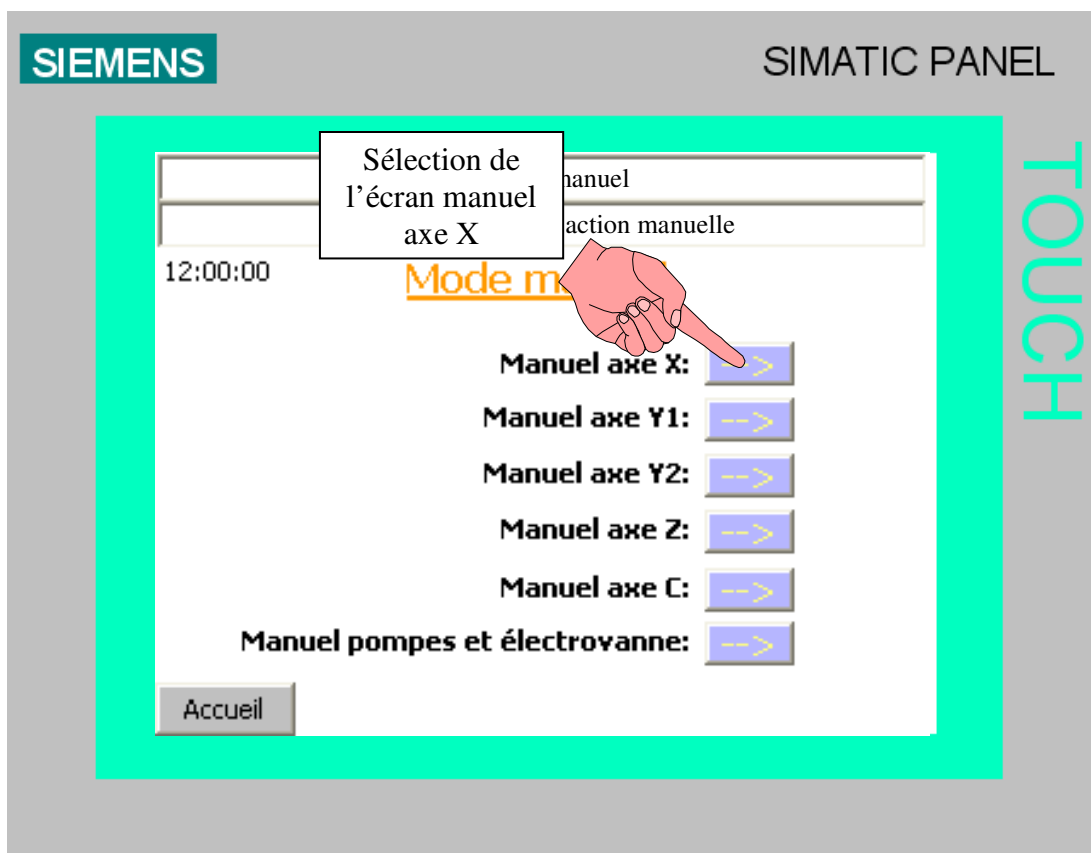 SIEMENS
SIMATIC PANEL
TOUCH
Sélection de
l’écran manuel
axe X
manuel
action manuelle
12:00:00
Mode
Manuel axe X: -->
Manuel axe Y1: -->
Manuel axe Y2: -->
Manuel axe Z: -->
Manuel axe C: -->
Manuel pompes et électrovanne: -->
Accueil